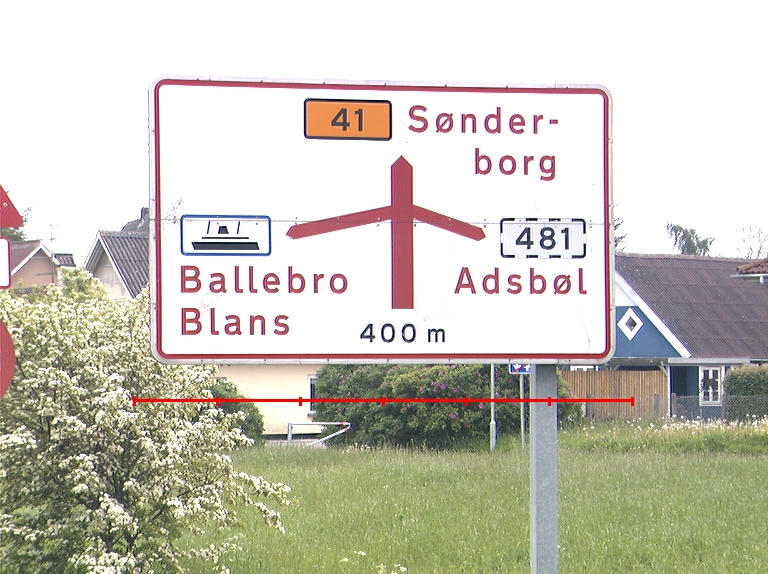 41 Sønder-
borg
481
Ballebro Adsbøl
Blans
400 m